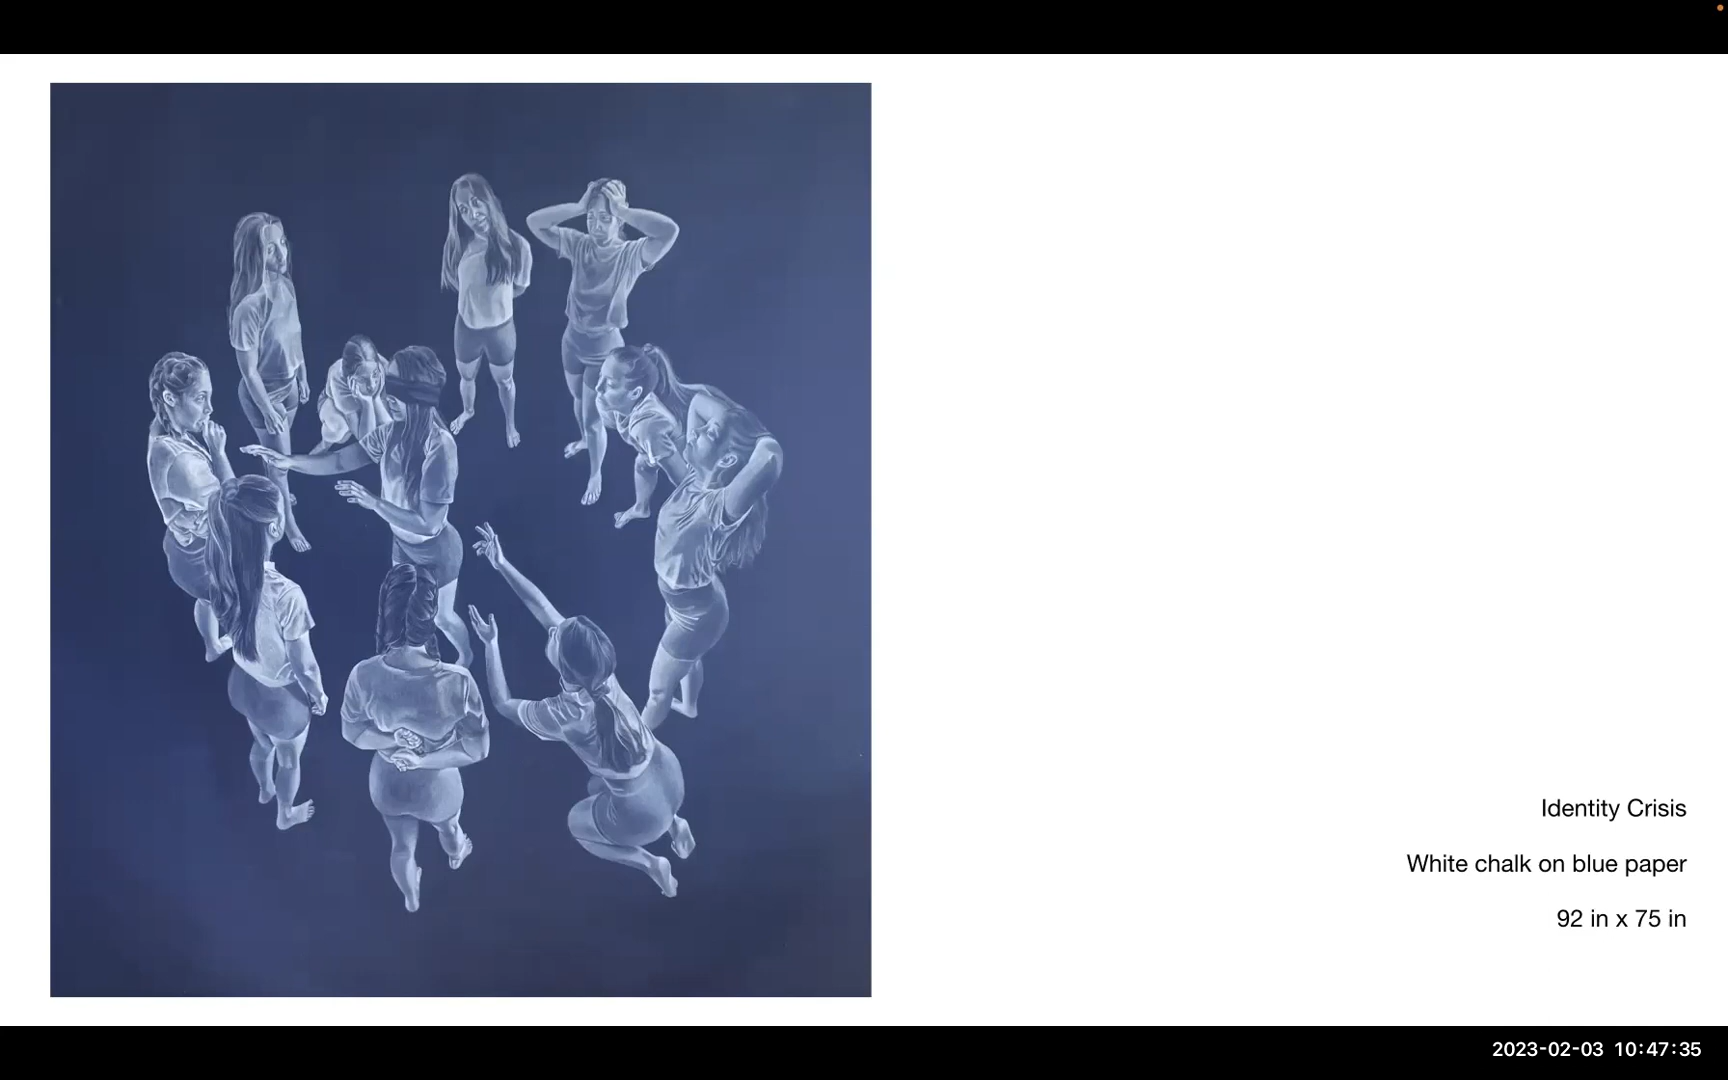 Identity Crisis
White chalk on blue paper
92 in x 75 in
2023-02-03 10:47:35